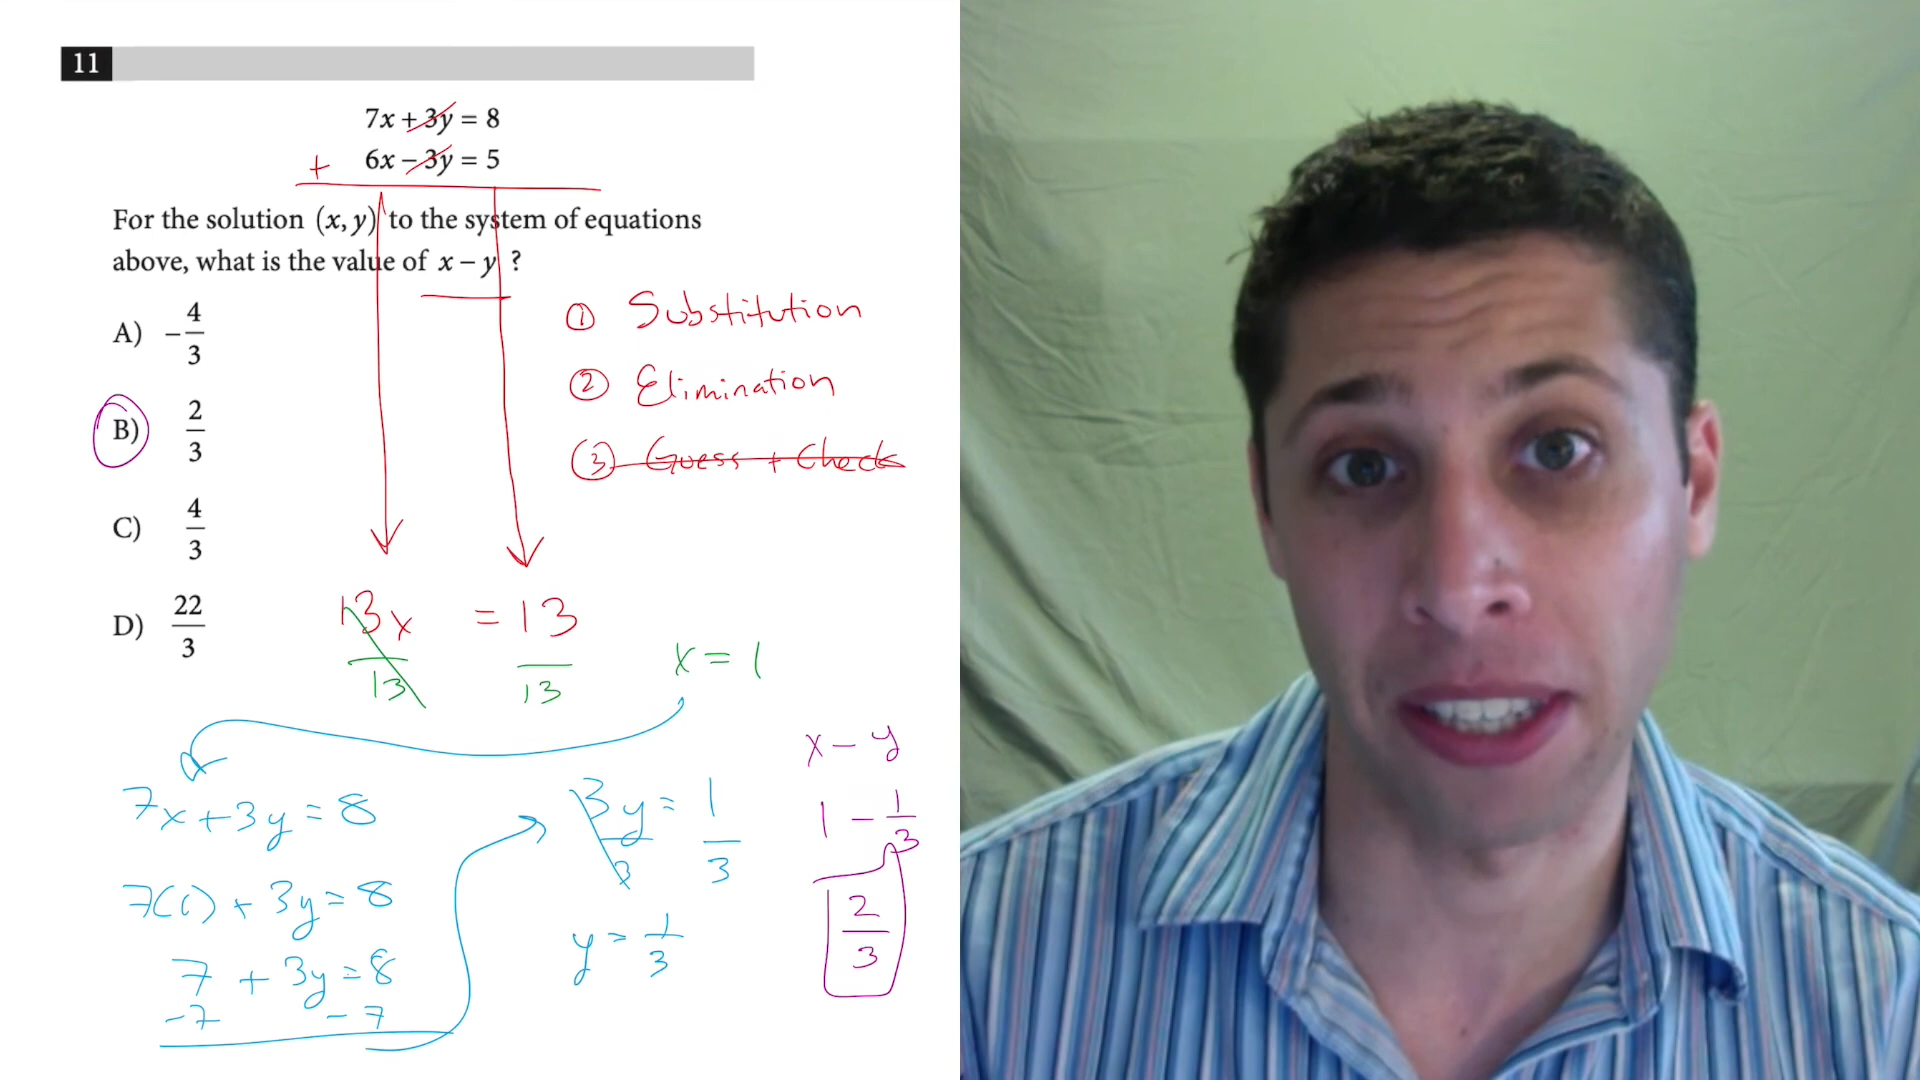 11
7x + 3y = 8
+ 6x − 3y = 5
For the solution (x, y) to the system of equations
above, what is the value of x − y ?
A) −4/3
B) 2/3
C) 4/3
D) 22/3
① Substitution
② Elimination
③ Guess + Check
13x = 13
13 13
x = 1
7x + 3y = 8
7(1) + 3y = 8
7 + 3y = 8
-7 -7
3y = 1
3 3
y = 1/3
x − y
1 − 1/3
2/3